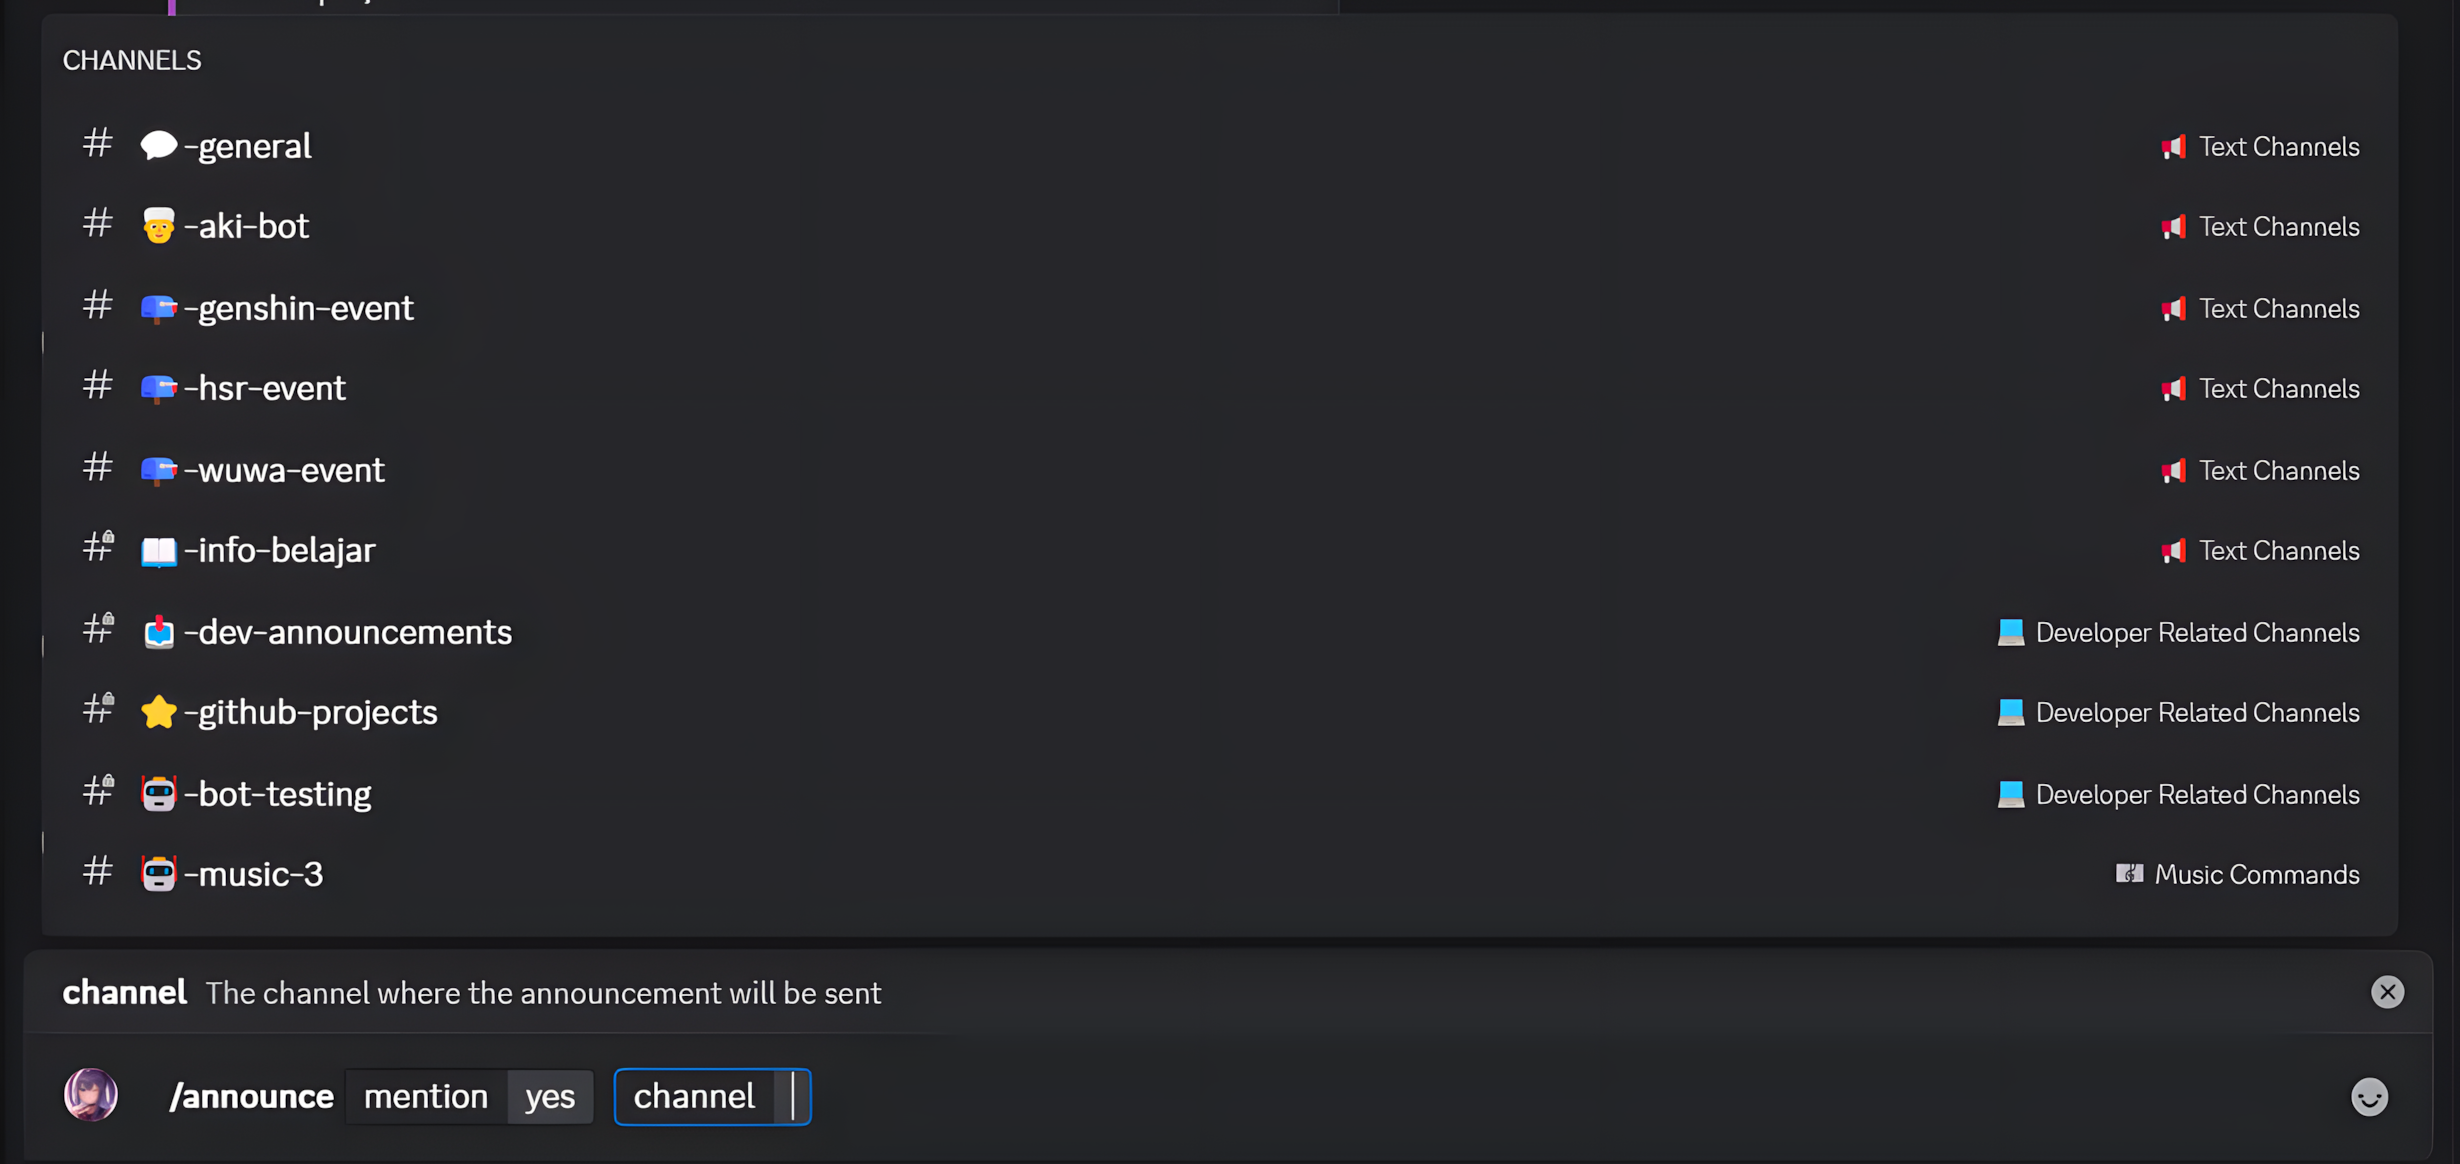 CHANNELS
# 💬-general 📢 Text Channels
# 👳-aki-bot 📢 Text Channels
# 📪-genshin-event 📢 Text Channels
# 📪-hsr-event 📢 Text Channels
# 📪-wuwa-event 📢 Text Channels
# 📖-info-belajar 📢 Text Channels
# 🗳-dev-announcements 💻 Developer Related Channels
# ⭐-github-projects 💻 Developer Related Channels
# 🤖-bot-testing 💻 Developer Related Channels
# 🤖-music-3 Music Commands
channel The channel where the announcement will be sent
/announce mention yes channel